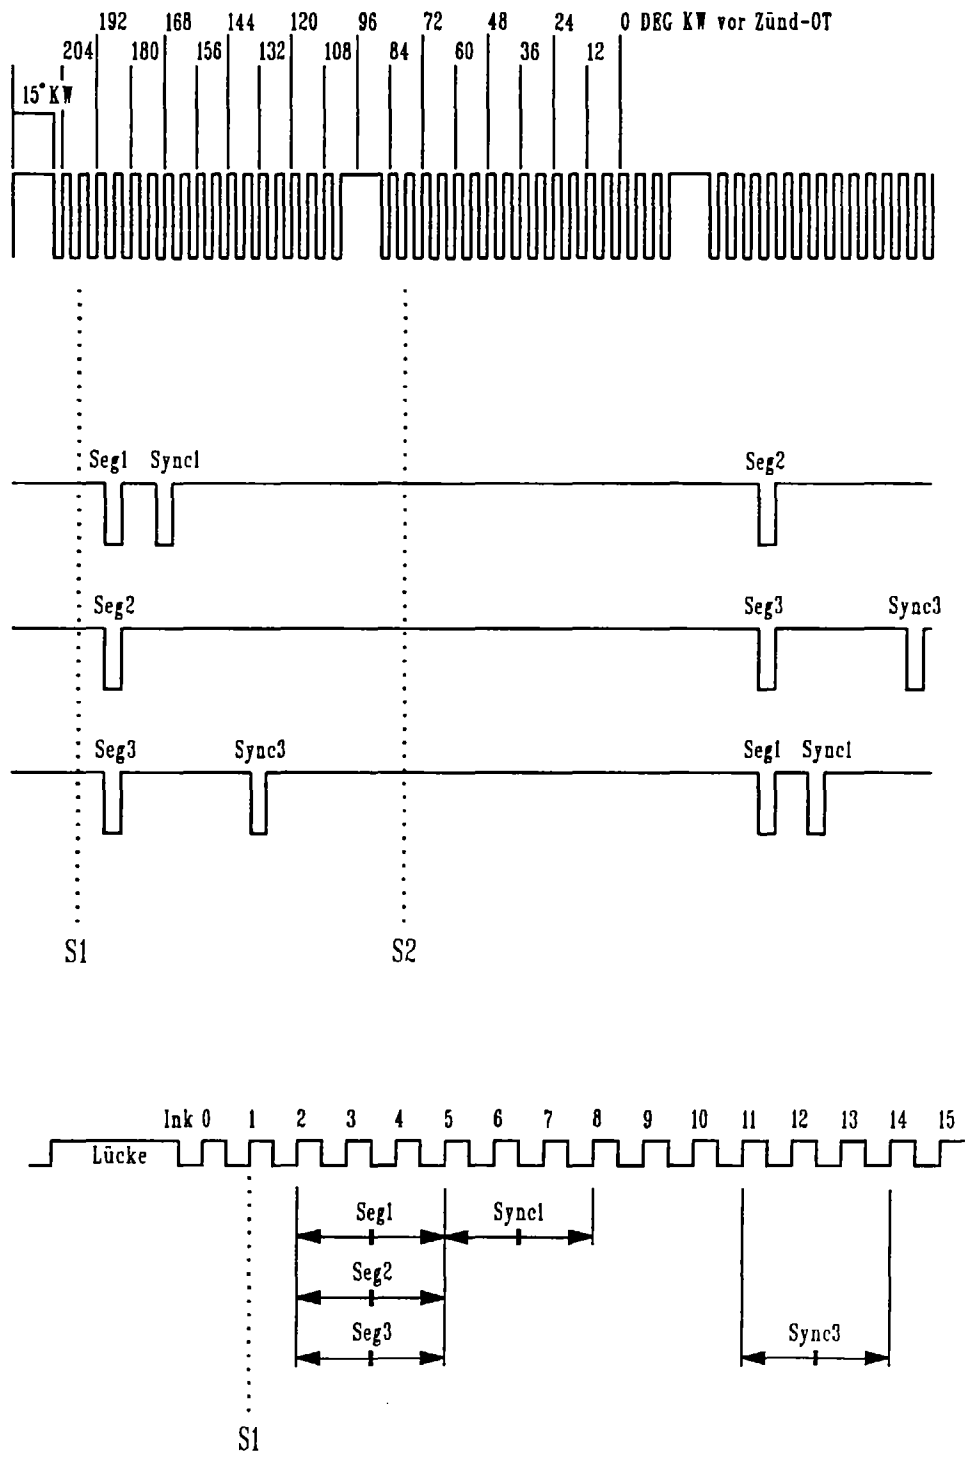 192 168 144 120 96 72 48 24 0 DEG KW vor Zünd-OT
204 180 156 132 108 84 60 36 12
15° KW
Seg1 Sync1 Seg2
Seg2 Seg3 Sync3
Seg3 Sync3 Seg1 Sync1
S1 S2
Ink 0 1 2 3 4 5 6 7 8 9 10 11 12 13 14 15
Lücke
Seg1 Sync1
Seg2
Seg3 Sync3
S1